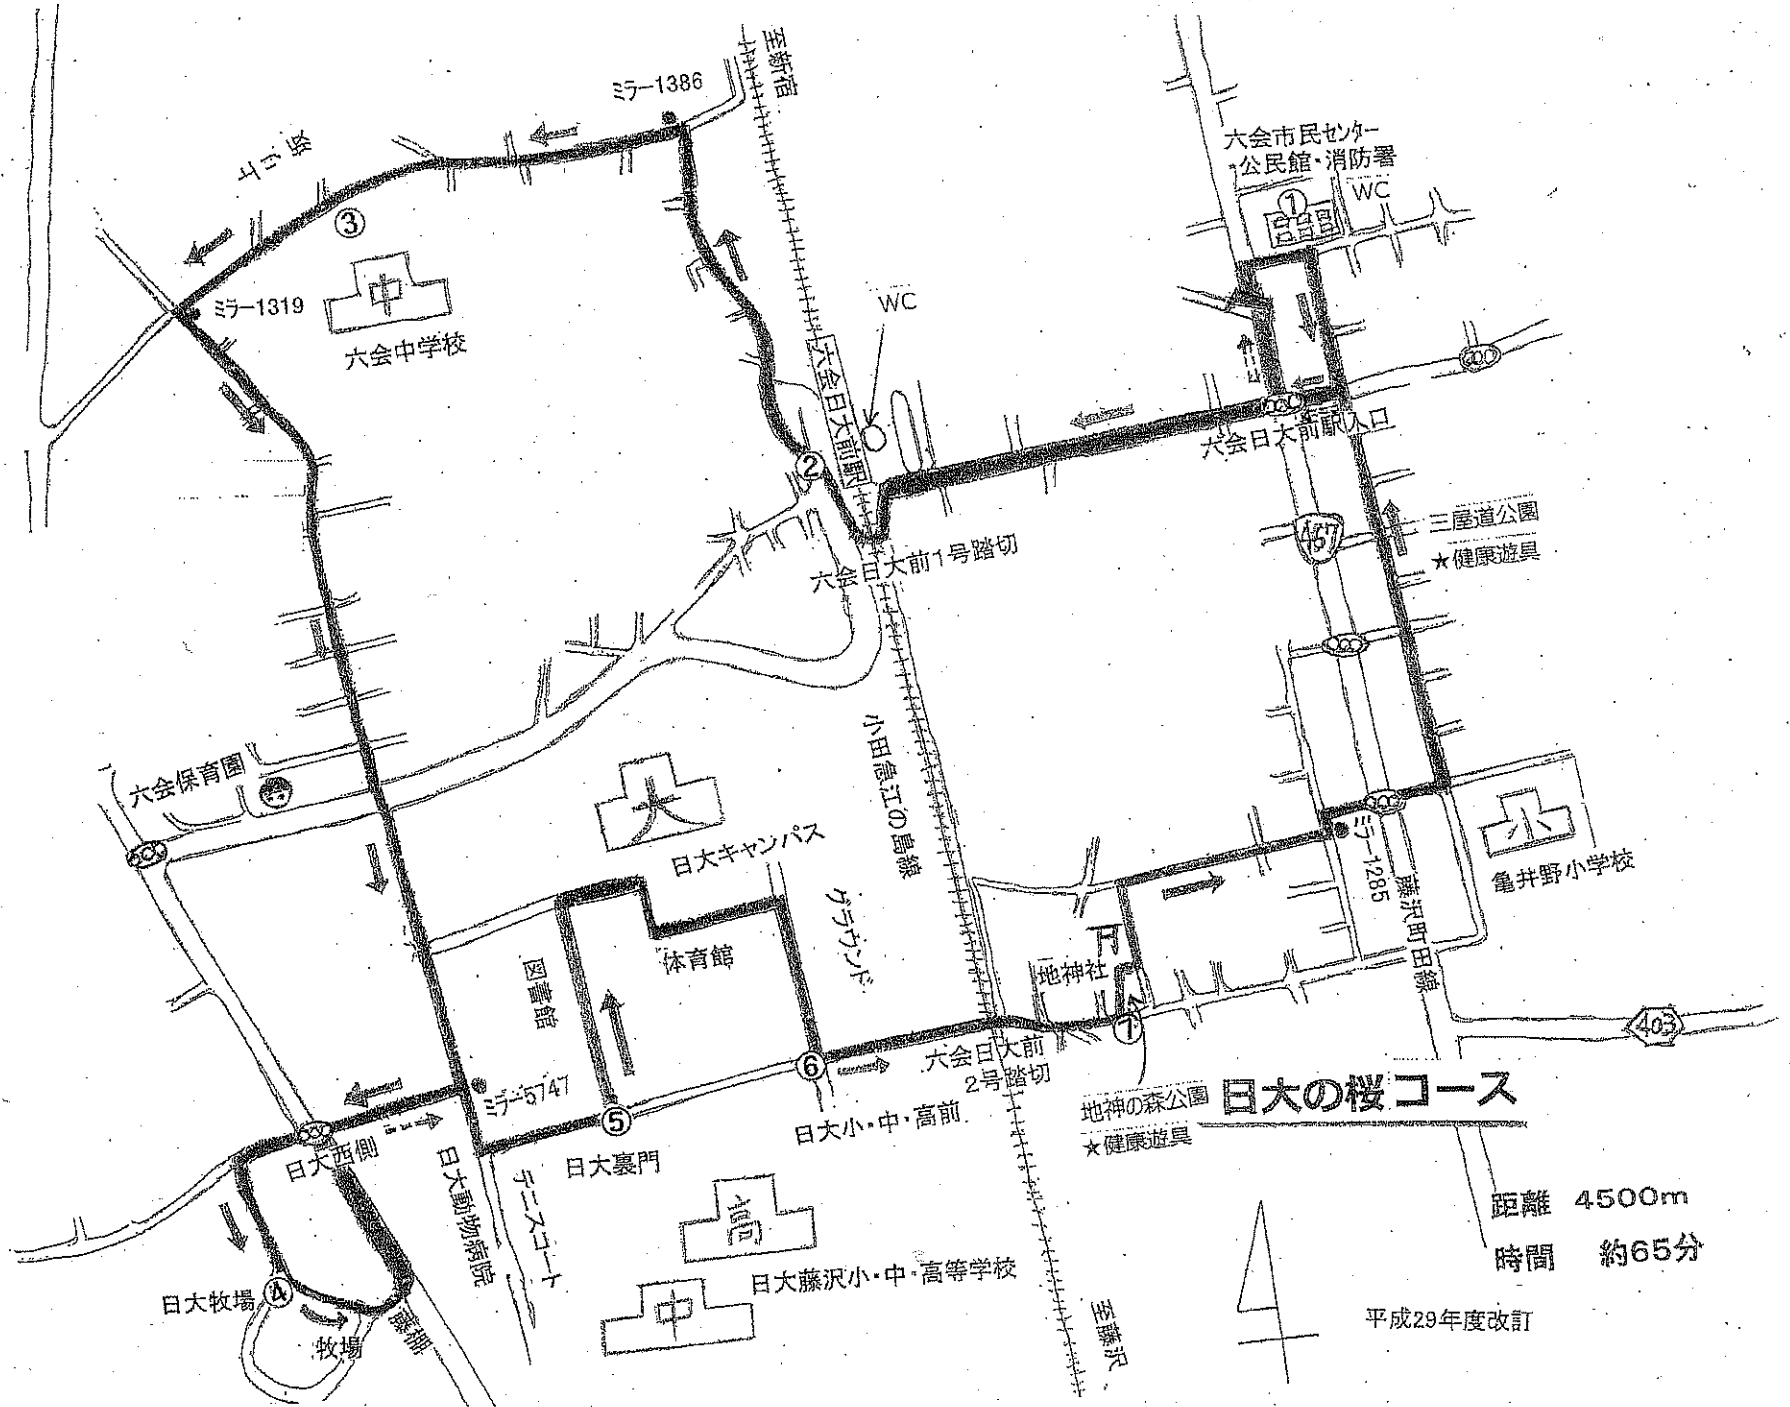 至新宿
ミラー1386
上り坂
③
ミラー1319
中
六会中学校
六会市民センター
公民館・消防署
WC
①
WC
六会日大前駅
②
六会日大前駅入口
六会日大前1号踏切
467
三屋道公園
★健康遊具
小田急江の島線
六会保育園
大
日大キャンパス
体育館
図書館
グラウンド
小
亀井野小学校
ミラー1285
藤沢町田線
地神社
⑦
六会日大前
2号踏切
地神の森公園
★健康遊具
403
日大の桜コース
⑥
日大小・中・高前
⑤
日大裏門
ミラー5747
日大西側
日大動物病院
テニスコート
④
日大牧場
牧場
藤棚
高
日大藤沢小・中・高等学校
中
至藤沢
距離 4500m
時間 約65分
平成29年度改訂